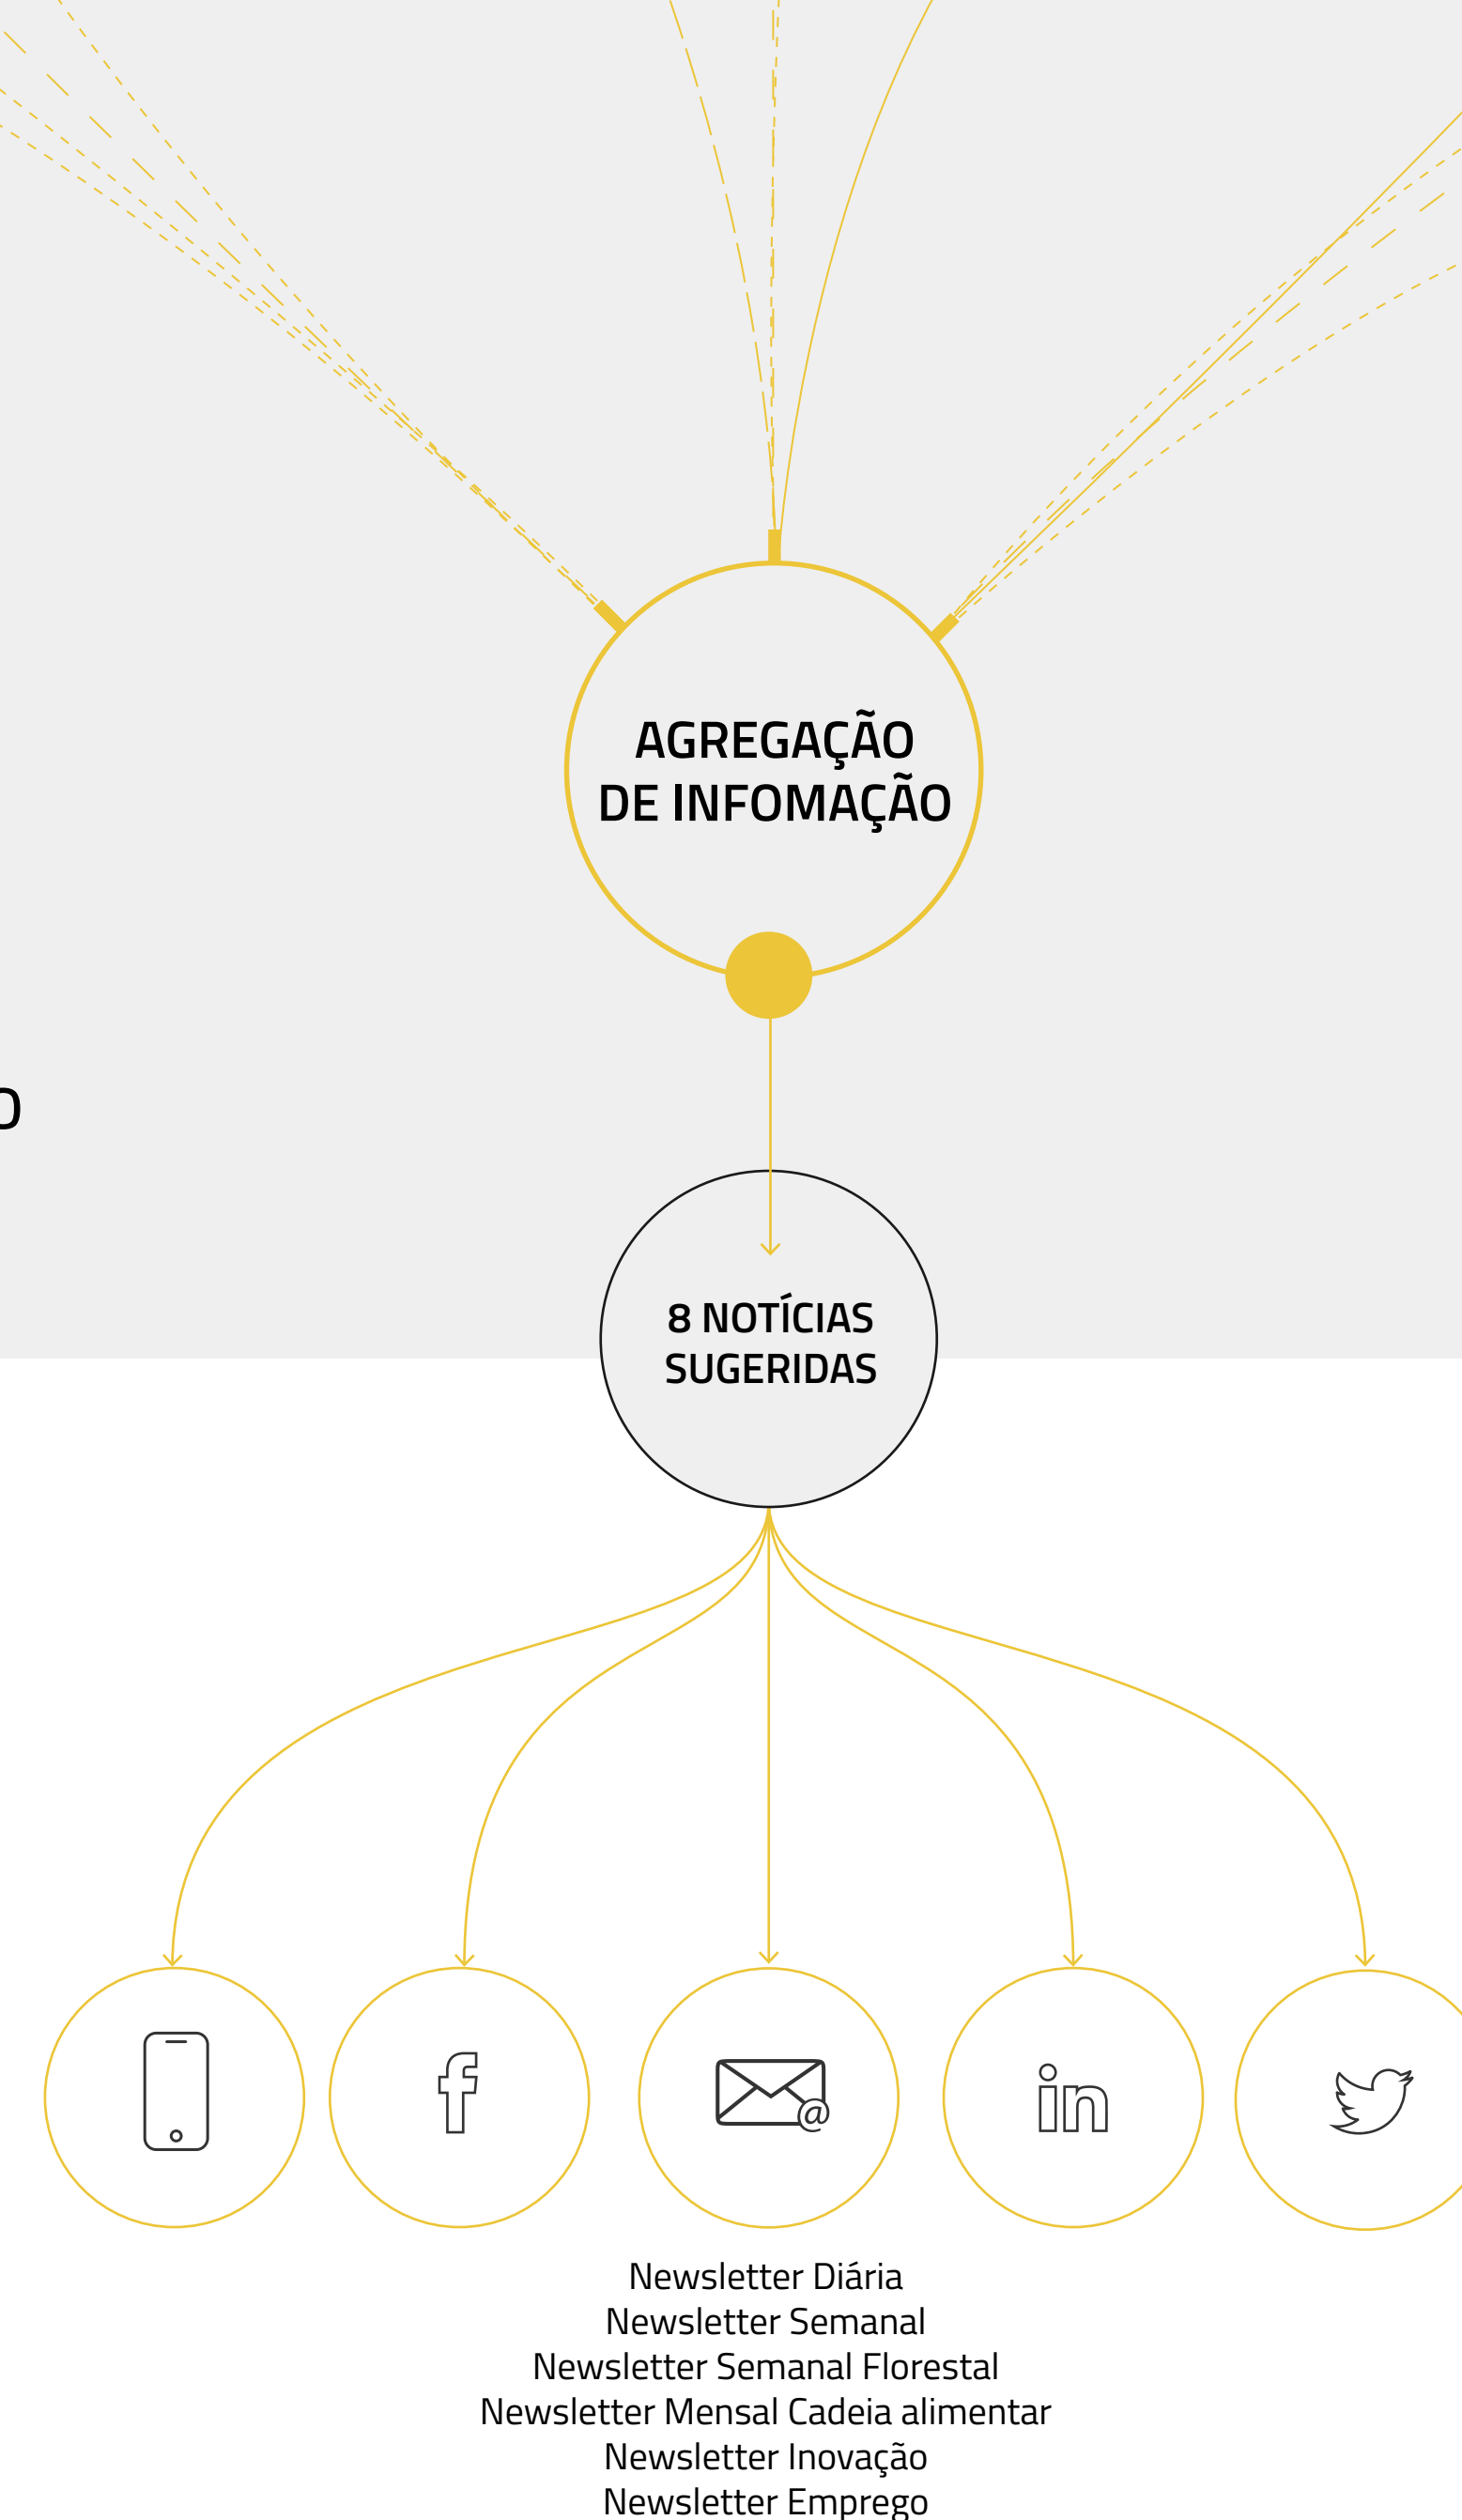 AGREGAÇÃO
DE INFOMAÇÃO
O
8 NOTÍCIAS
SUGERIDAS
f
@
in
Newsletter Diária
Newsletter Semanal
Newsletter Semanal Florestal
Newsletter Mensal Cadeia alimentar
Newsletter Inovação
Newsletter Emprego